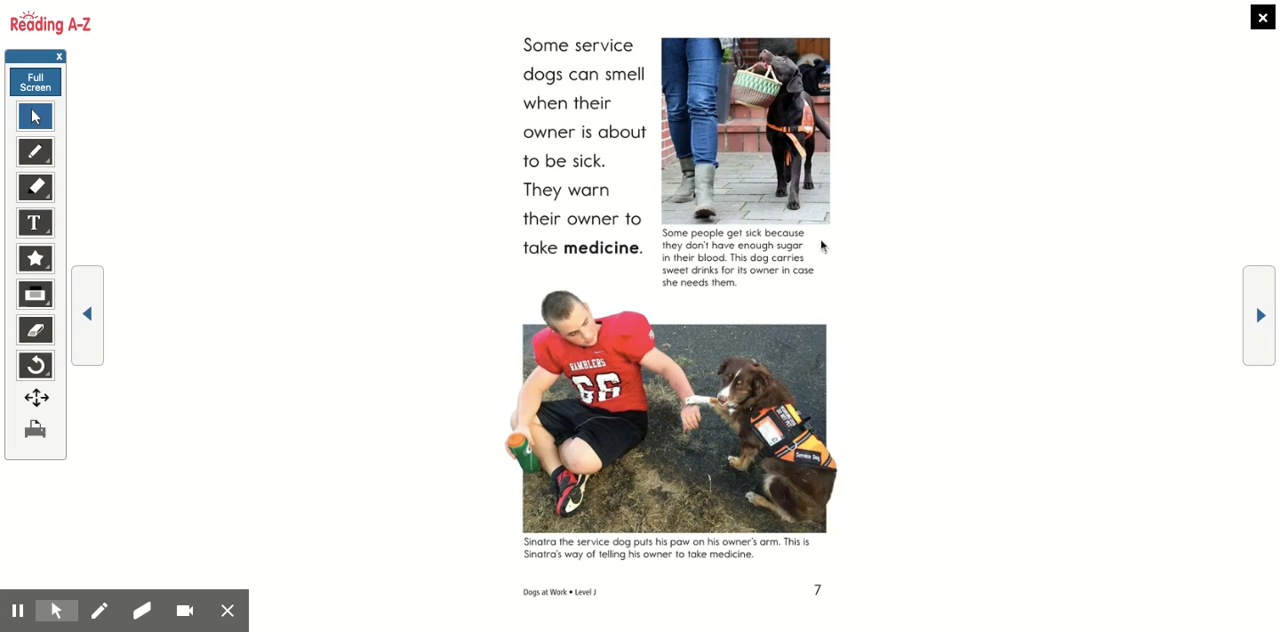 Reading A-Z
x
Full
Screen
T
Some service
dogs can smell
when their
owner is about
to be sick.
They warn
their owner to
take medicine.
Some people get sick because
they don't have enough sugar
in their blood. This dog carries
sweet drinks for its owner in case
she needs them.
RAMBLERS
66
Service Dog
Sinatra the service dog puts his paw on his owner's arm. This is
Sinatra's way of telling his owner to take medicine.
Dogs at Work • Level J
7